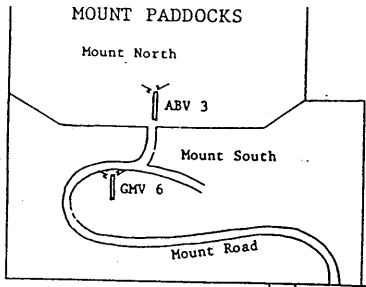 MOUNT PADDOCKS
Mount North
ABV 3
Mount South
GMV 6
Mount Road